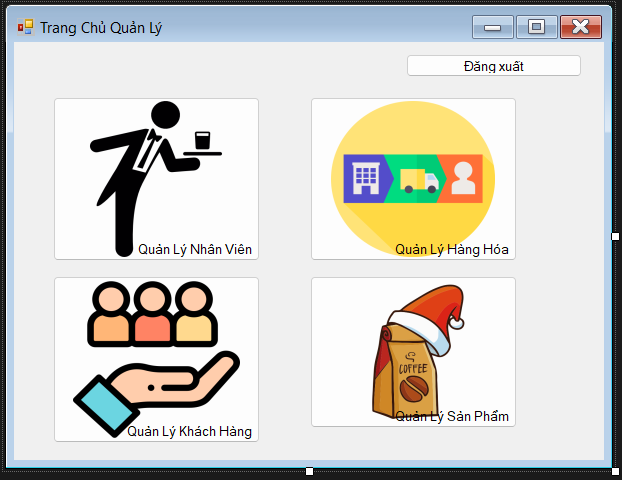 Trang Chủ Quản Lý
Đăng xuất
Quản Lý Nhân Viên
Quản Lý Hàng Hóa
COFFEE
Quản Lý Khách Hàng
Quản Lý Sản Phẩm